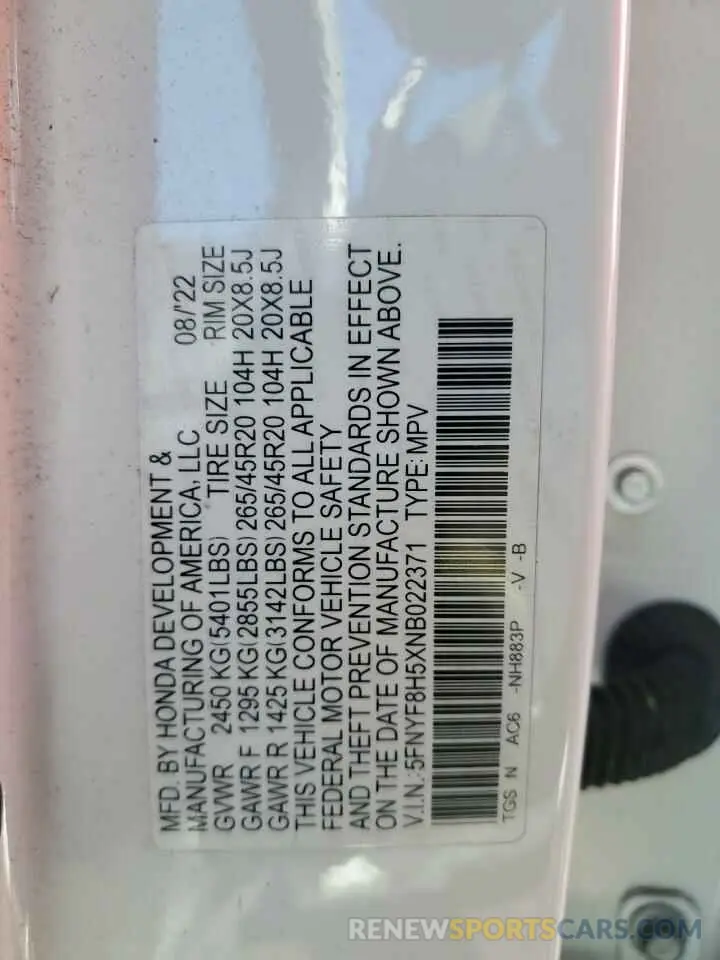 MFD. BY HONDA DEVELOPMENT &
MANUFACTURING OF AMERICA, LLC 08/'22
GVWR 2450 KG(5401LBS) TIRE SIZE RIM SIZE
GAWR F 1295 KG(2855LBS) 265/45R20 104H 20X8.5J
GAWR R 1425 KG(3142LBS) 265/45R20 104H 20X8.5J
THIS VEHICLE CONFORMS TO ALL APPLICABLE
FEDERAL MOTOR VEHICLE SAFETY
AND THEFT PREVENTION STANDARDS IN EFFECT
ON THE DATE OF MANUFACTURE SHOWN ABOVE.
V.I.N.:5FNYF8H5XNB022371 TYPE: MPV
TGS N AC6 -NH883P -V -B
RENEWSPORTSCARS.COM